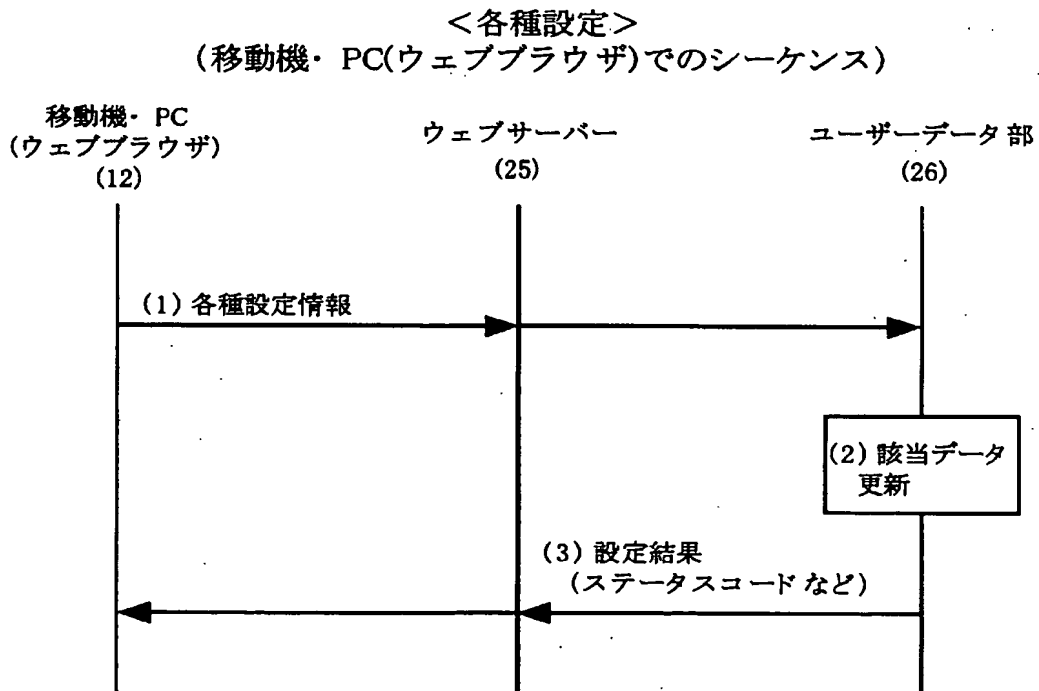 <各種設定>
(移動機・PC(ウェブブラウザ)でのシーケンス)
移動機・PC
(ウェブブラウザ)
(12)
ウェブサーバー
(25)
ユーザーデータ部
(26)
(1) 各種設定情報
(2) 該当データ
更新
(3) 設定結果
(ステータスコードなど)